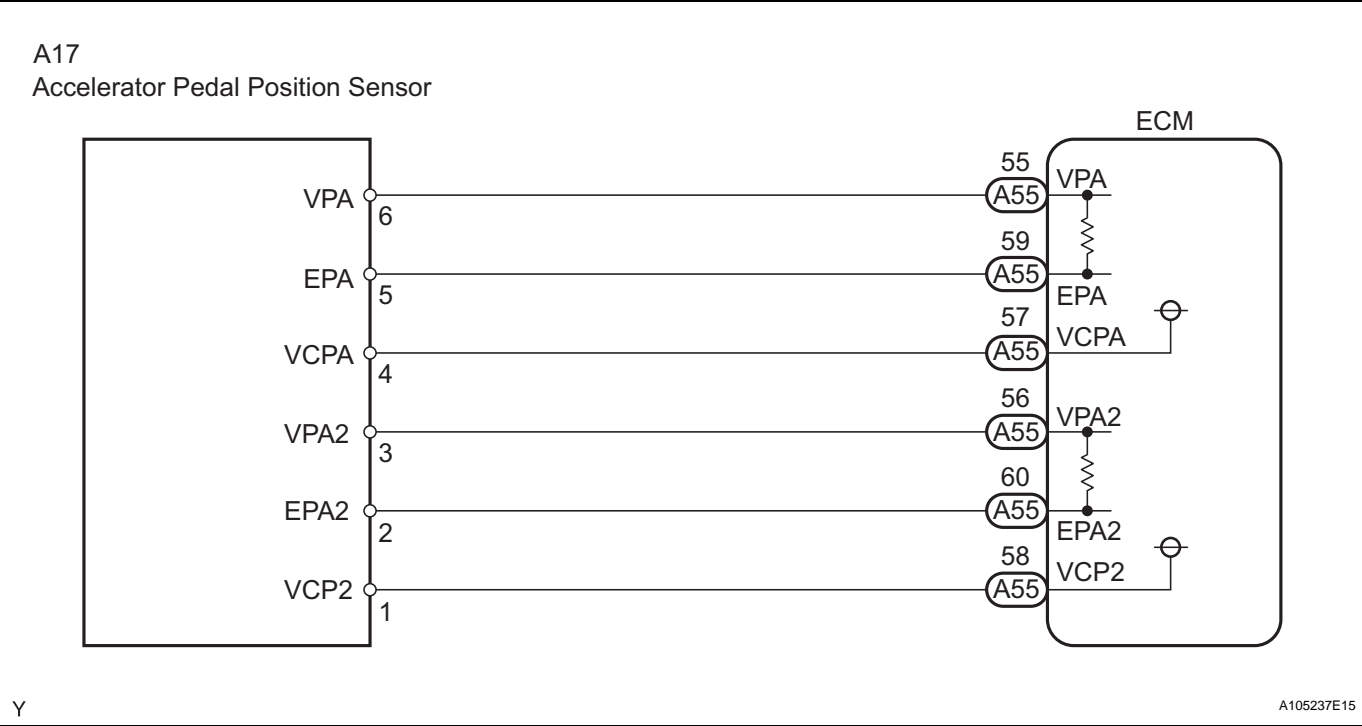 A17
Accelerator Pedal Position Sensor
ECM
VPA
6
55
A55
VPA
EPA
5
59
A55
EPA
VCPA
4
57
A55
VCPA
VPA2
3
56
A55
VPA2
EPA2
2
60
A55
EPA2
VCP2
1
58
A55
VCP2
Y
A105237E15